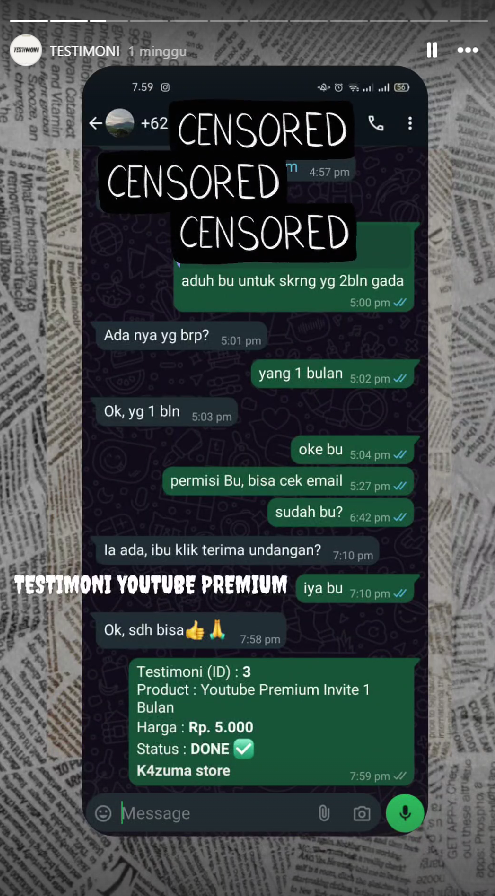 TESTIMONI
TESTIMONI 1 minggu
7.59
56
+62
CENSORED
m 4:57 pm
CENSORED
CENSORED
aduh bu untuk skrng yg 2bln gada
5:00 pm
Ada nya yg brp? 5:01 pm
yang 1 bulan 5:02 pm
Ok, yg 1 bln 5:03 pm
oke bu 5:04 pm
permisi Bu, bisa cek email 5:27 pm
sudah bu? 6:42 pm
Ia ada, ibu klik terima undangan? 7:10 pm
TESTIMONI YOUTUBE PREMIUM
iya bu 7:10 pm
Ok, sdh bisa👍🙏 7:58 pm
Testimoni (ID) : 3
Product : Youtube Premium Invite 1
Bulan
Harga : Rp. 5.000
Status : DONE ✅
K4zuma store 7:59 pm
Message